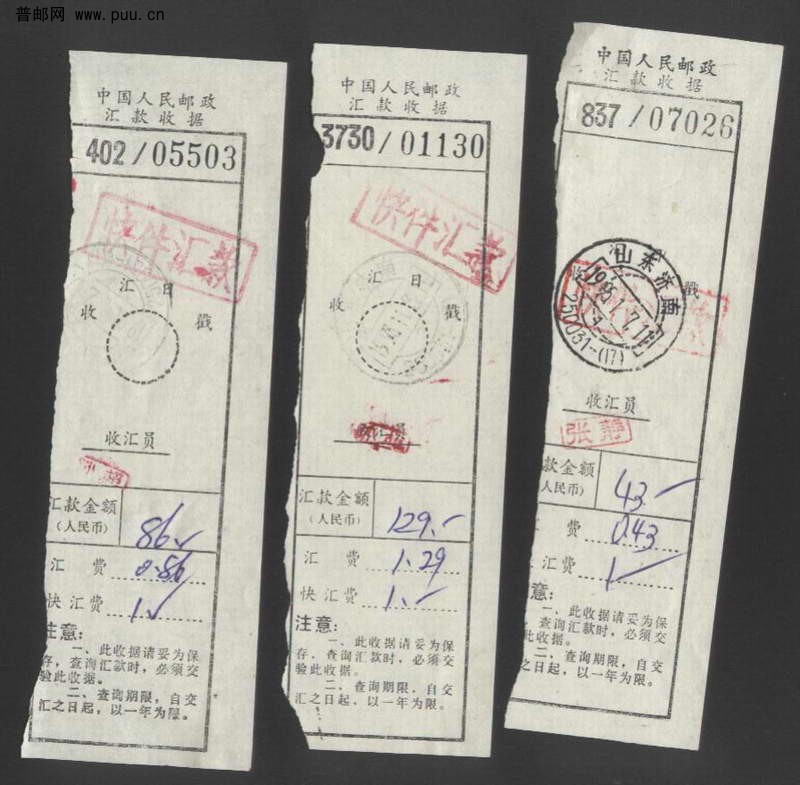 普邮网 www.puu.cn
中国人民邮政
汇款收据
402/05503
快件汇款
汇日
收 戳
收汇员
汇款金额
(人民币)
86.
汇 费 0.86
快汇费 1.
注意:
一、此收据请妥为保
存,查询汇款时,必须交
验此收据。
二、查询期限,自交
汇之日起,以一年为限。
中国人民邮政
汇款收据
3730/01130
快件汇款
汇日
收 戳
收汇员
汇款金额
(人民币)
129.-
汇 费 1.29
快汇费 1.-
注意:
一、此收据请妥为保
存,查询汇款时,必须交
验此收据。
二、查询期限,自交
汇之日起,以一年为限。
中国人民邮政
汇款收据
837/07026
山东济南
250031-(17)
戳
收汇员
张静
款金额
人民币)
43-
费 0.43
汇费 1-
意:
一、此收据请妥为保
,查询汇款时,必须交
此收据。
二、查询期限,自交
之日起,以一年为限。